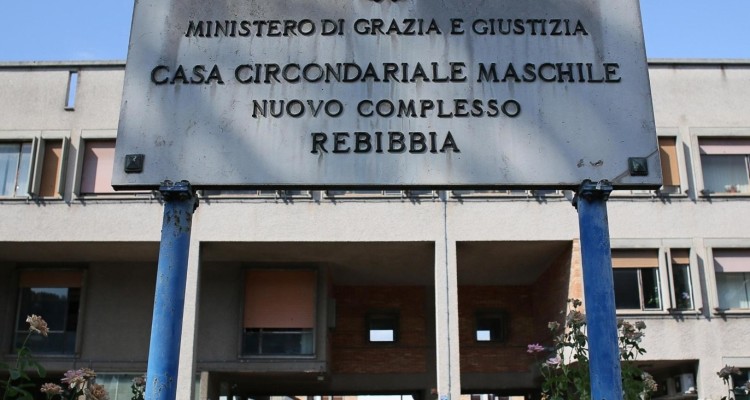 MINISTERO DI GRAZIA E GIUSTIZIA
CASA CIRCONDARIALE MASCHILE
NUOVO COMPLESSO
REBIBBIA